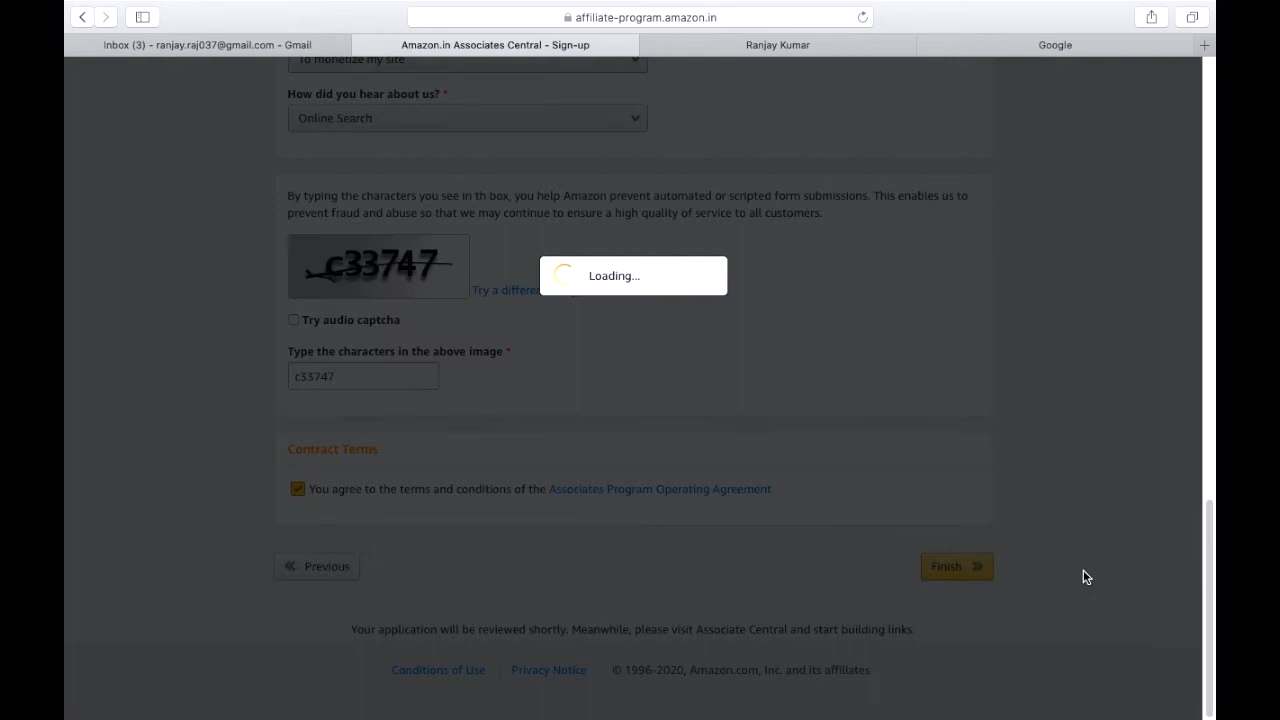 affiliate-program.amazon.in
Inbox (3) - ranjay.raj037@gmail.com - Gmail
Amazon.in Associates Central - Sign-up
Ranjay Kumar
Google
To monetize my site
How did you hear about us? *
Online Search
By typing the characters you see in th box, you help Amazon prevent automated or scripted form submissions. This enables us to
prevent fraud and abuse so that we may continue to ensure a high quality of service to all customers.
c33747
Try a differe
Loading...
Try audio captcha
Type the characters in the above image *
c33747
Contract Terms
You agree to the terms and conditions of the Associates Program Operating Agreement
Previous
Finish
Your application will be reviewed shortly. Meanwhile, please visit Associate Central and start building links.
Conditions of Use | Privacy Notice © 1996-2020, Amazon.com, Inc. and its affiliates